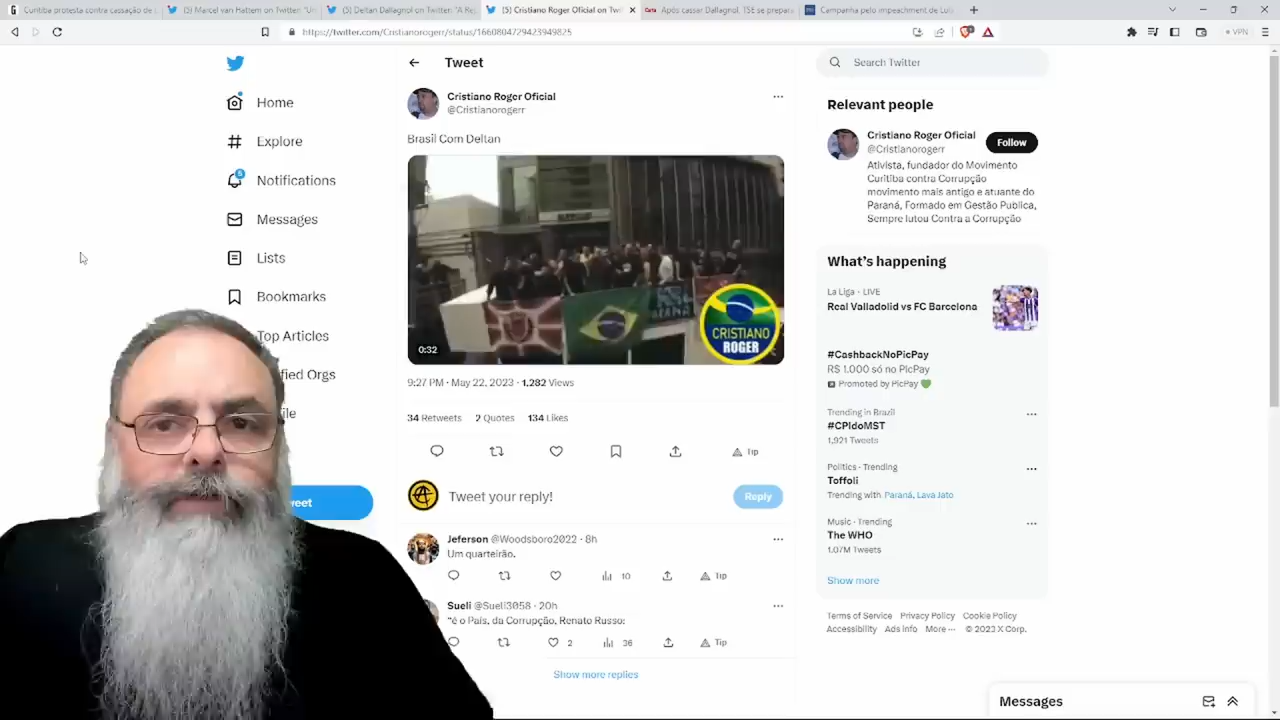 Curitiba protesta contra cassação de
(5) Marcel van Hattem on Twitter: "Ur
(5) Deltan Dallagnol on Twitter: "A Re
(5) Cristiano Roger Oficial on Twi
Após cassar Dallagnol, TSE se prepara
Campanha pelo impeachment de Lula
https://twitter.com/Cristianorogerr/status/1660804729423949825
VPN
Home
Explore
6
Notifications
Messages
Lists
Bookmarks
Top Articles
fied Orgs
ile
eet
Tweet
Cristiano Roger Oficial
@Cristianorogerr
Brasil Com Deltan
CRISTIANO
ROGER
0:32
9:27 PM · May 22, 2023 · 1,282 Views
34 Retweets 2 Quotes 134 Likes
Tip
Tweet your reply!
Reply
Jeferson @Woodsboro2022 · 8h
Um quarteirão.
10
Tip
Sueli @Sueli3058 · 20h
"é o País, da Corrupção, Renato Russo:
2
36
Tip
Show more replies
Search Twitter
Relevant people
Cristiano Roger Oficial
@Cristianorogerr
Follow
Ativista, fundador do Movimento
Curitiba contra Corrupção
movimento mais antigo e atuante do
Paraná, Formado em Gestão Publica,
Sempre lutou Contra a Corrupção
What's happening
La Liga · LIVE
Real Valladolid vs FC Barcelona
#CashbackNoPicPay
R$ 1.000 só no PicPay
Promoted by PicPay
Trending in Brazil
#CPIdoMST
1,921 Tweets
Politics · Trending
Toffoli
Trending with Paraná, Lava Jato
Music · Trending
The WHO
1.07M Tweets
Show more
Terms of Service Privacy Policy Cookie Policy
Accessibility Ads info More ··· © 2023 X Corp.
Messages